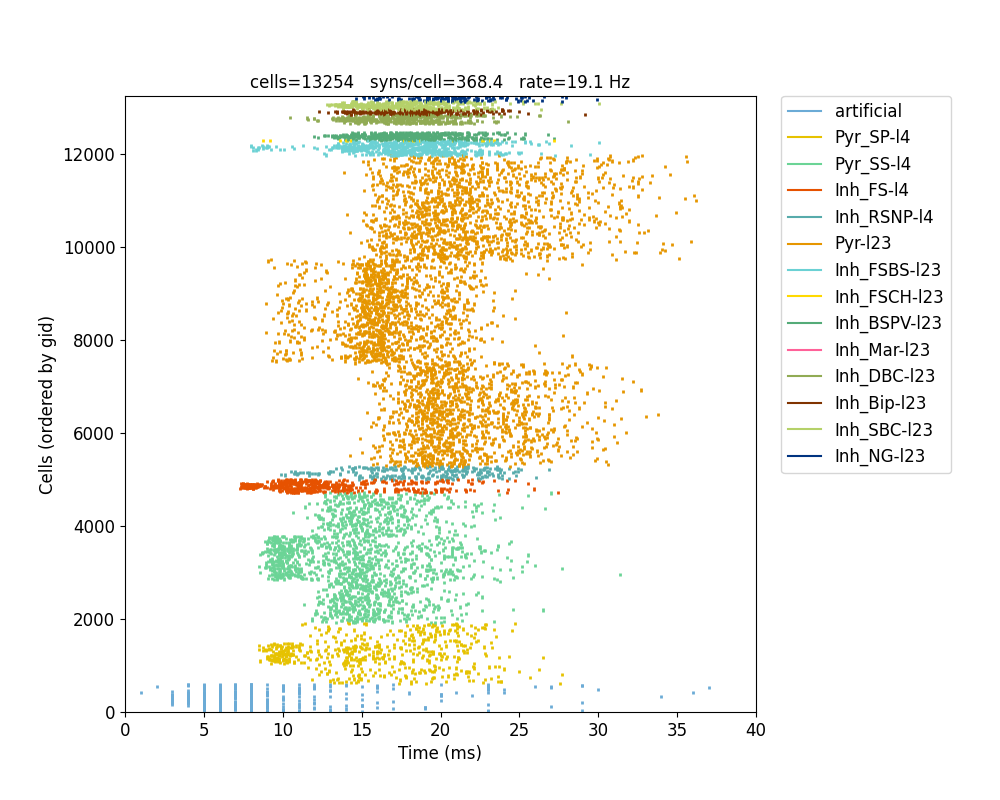 cells=13254   syns/cell=368.4   rate=19.1 Hz
Cells (ordered by gid)
12000
10000
8000
6000
4000
2000
0
0 5 10 15 20 25 30 35 40
Time (ms)
artificial
Pyr_SP-l4
Pyr_SS-l4
Inh_FS-l4
Inh_RSNP-l4
Pyr-l23
Inh_FSBS-l23
Inh_FSCH-l23
Inh_BSPV-l23
Inh_Mar-l23
Inh_DBC-l23
Inh_Bip-l23
Inh_SBC-l23
Inh_NG-l23